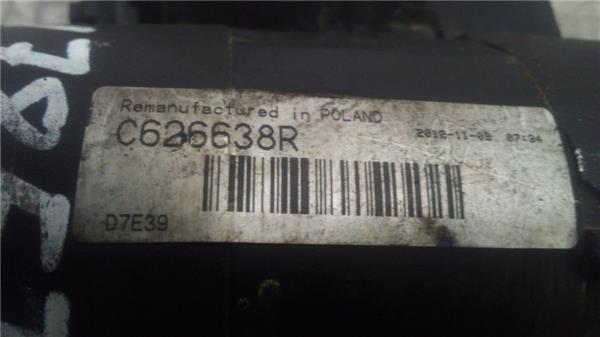 Remanufactured in POLAND
C626638R 2012-11-09 07:34
D7E39